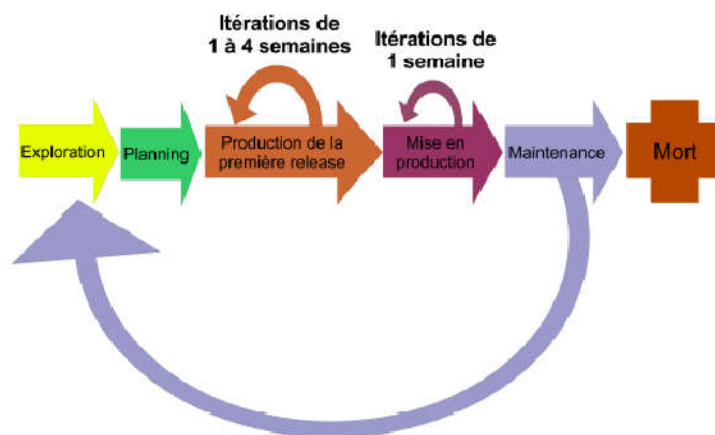 Itérations de
1 à 4 semaines
Itérations de
1 semaine
Exploration
Planning
Production de la
première release
Mise en
production
Maintenance
Mort